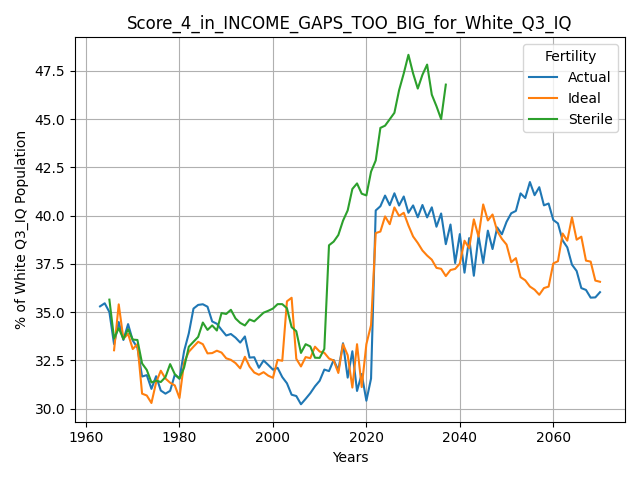 Score_4_in_INCOME_GAPS_TOO_BIG_for_White_Q3_IQ
Fertility
Actual
Ideal
Sterile
% of White Q3_IQ Population
47.5
45.0
42.5
40.0
37.5
35.0
32.5
30.0
1960 1980 2000 2020 2040 2060
Years